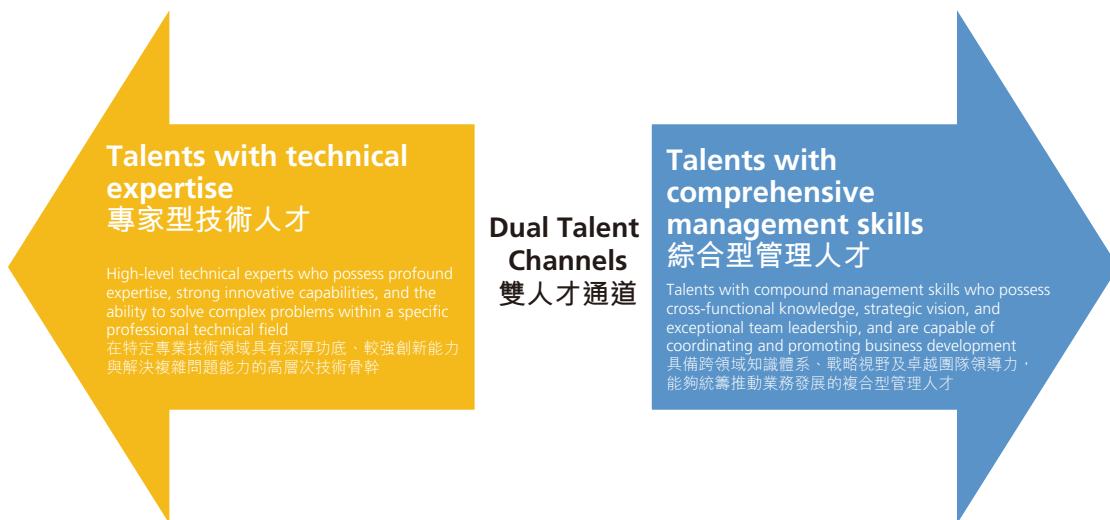 Talents with technical
expertise
專家型技術人才
High-level technical experts who possess profound
expertise, strong innovative capabilities, and the
ability to solve complex problems within a specific
professional technical field
在特定專業技術領域具有深厚功底、較強創新能力
與解決複雜問題能力的高層次技術骨幹
Dual Talent
Channels
雙人才通道
Talents with
comprehensive
management skills
綜合型管理人才
Talents with compound management skills who possess
cross-functional knowledge, strategic vision, and
exceptional team leadership, and are capable of
coordinating and promoting business development
具備跨領域知識體系、戰略視野及卓越團隊領導力，
能夠統籌推動業務發展的複合型管理人才